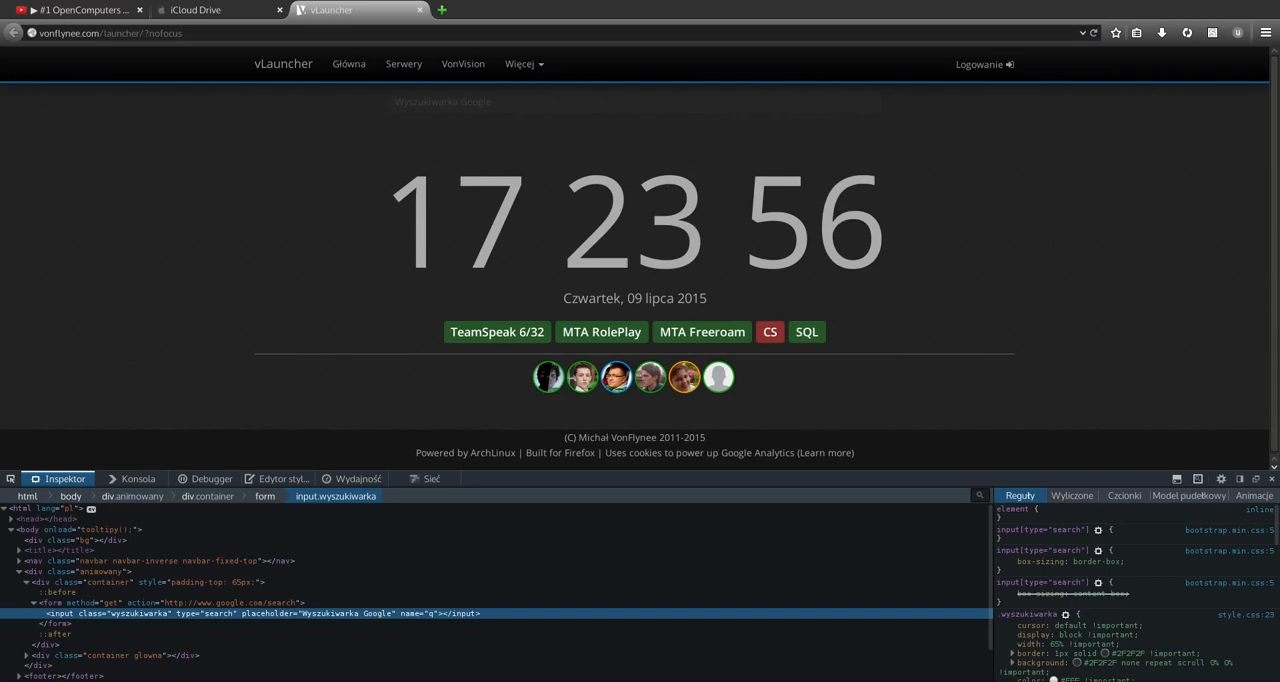 ▶ #1 OpenComputers ... × iCloud Drive × vLauncher ×
vonflynee.com/launcher/?nofocus
vLauncher Główna Serwery VonVision Więcej Logowanie
Wyszukiwarka Google
17 23 56
Czwartek, 09 lipca 2015
TeamSpeak 6/32 MTA RolePlay MTA Freeroam CS SQL
(C) Michał VonFlynee 2011-2015
Powered by ArchLinux | Built for Firefox | Uses cookies to power up Google Analytics (Learn more)
Inspektor Konsola Debugger Edytor styl... Wydajność Sieć
html body div.animowany div.container form input.wyszukiwarka
<html lang="pl"> ev
<head></head>
<body onload="tooltipy();">
<div class="bg"></div>
<title></title>
<nav class="navbar navbar-inverse navbar-fixed-top"></nav>
<div class="animowany">
<div class="container" style="padding-top: 65px;">
::before
<form method="get" action="http://www.google.com/search">
<input class="wyszukiwarka" type="search" placeholder="Wyszukiwarka Google" name="q"></input>
</form>
::after
</div>
<div class="container glowna"></div>
</div>
<footer></footer>
Reguły Wyliczone Czcionki Model pudełkowy Animacje
element { inline
}
input[type="search"] { bootstrap.min.css:5
}
input[type="search"] { bootstrap.min.css:5
box-sizing: border-box;
}
input[type="search"] { bootstrap.min.css:5
box-sizing: content-box;
}
.wyszukiwarka { style.css:23
cursor: default !important;
display: block !important;
width: 65% !important;
border: 1px solid #2F2F2F !important;
background: #2F2F2F none repeat scroll 0% 0%
!important;
color: #FFF !important;